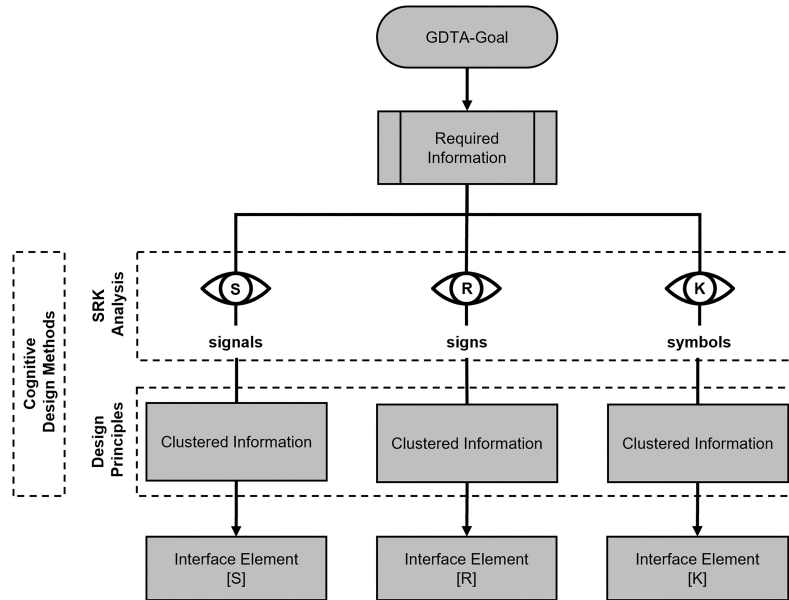 GDTA-Goal
Required
Information
Cognitive
Design Methods
SRK
Analysis
S
R
K
signals
signs
symbols
Design
Principles
Clustered Information
Clustered Information
Clustered Information
Interface Element
[S]
Interface Element
[R]
Interface Element
[K]